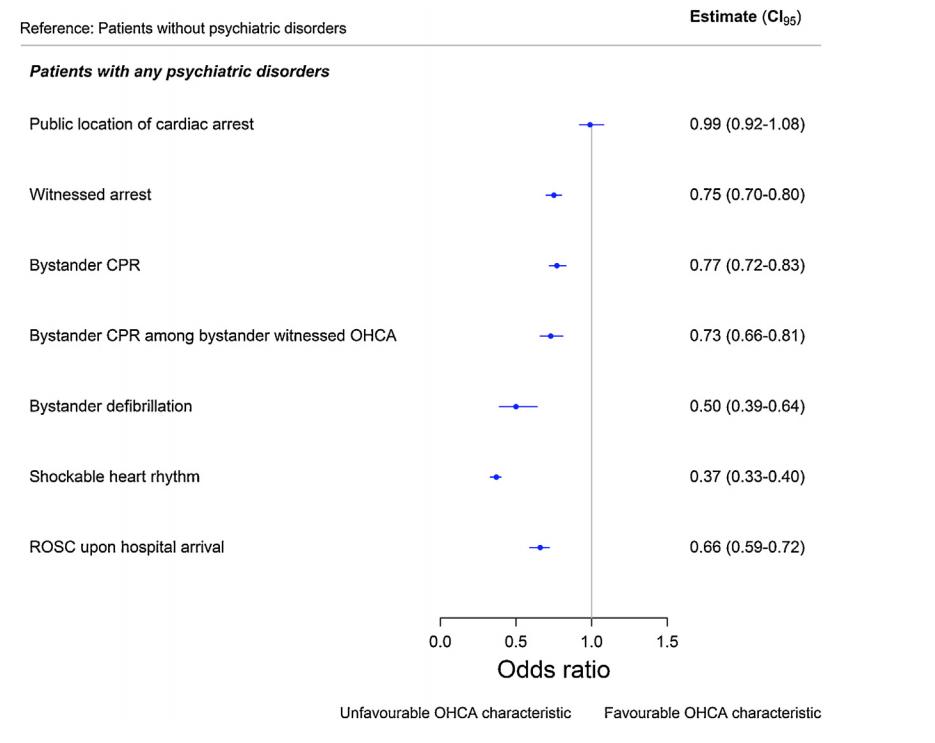 Estimate (CI95)
Reference: Patients without psychiatric disorders
Patients with any psychiatric disorders
Public location of cardiac arrest 0.99 (0.92-1.08)
Witnessed arrest 0.75 (0.70-0.80)
Bystander CPR 0.77 (0.72-0.83)
Bystander CPR among bystander witnessed OHCA 0.73 (0.66-0.81)
Bystander defibrillation 0.50 (0.39-0.64)
Shockable heart rhythm 0.37 (0.33-0.40)
ROSC upon hospital arrival 0.66 (0.59-0.72)
0.0 0.5 1.0 1.5
Odds ratio
Unfavourable OHCA characteristic Favourable OHCA characteristic